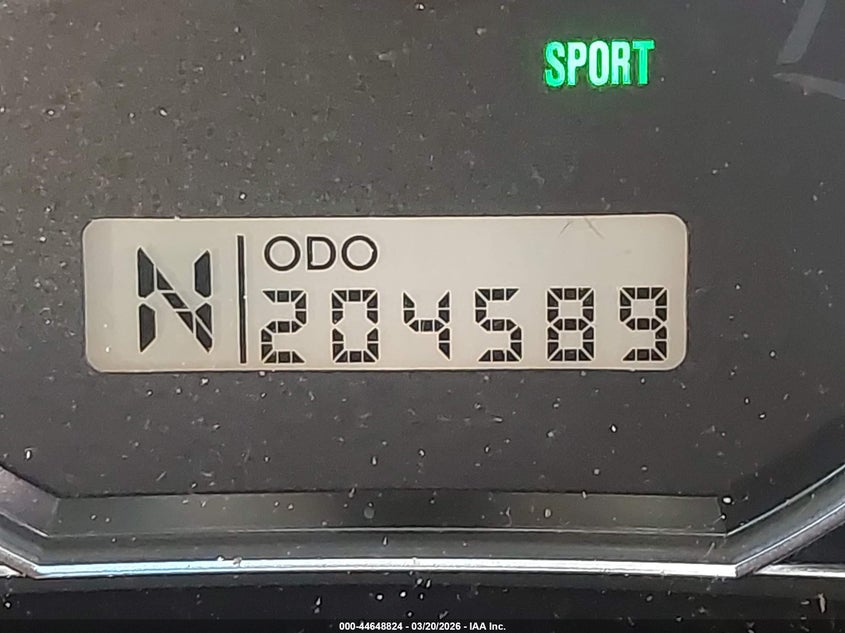 SPORT
N
ODO
204589
000-44648824 - 03/20/2026 - IAA Inc.